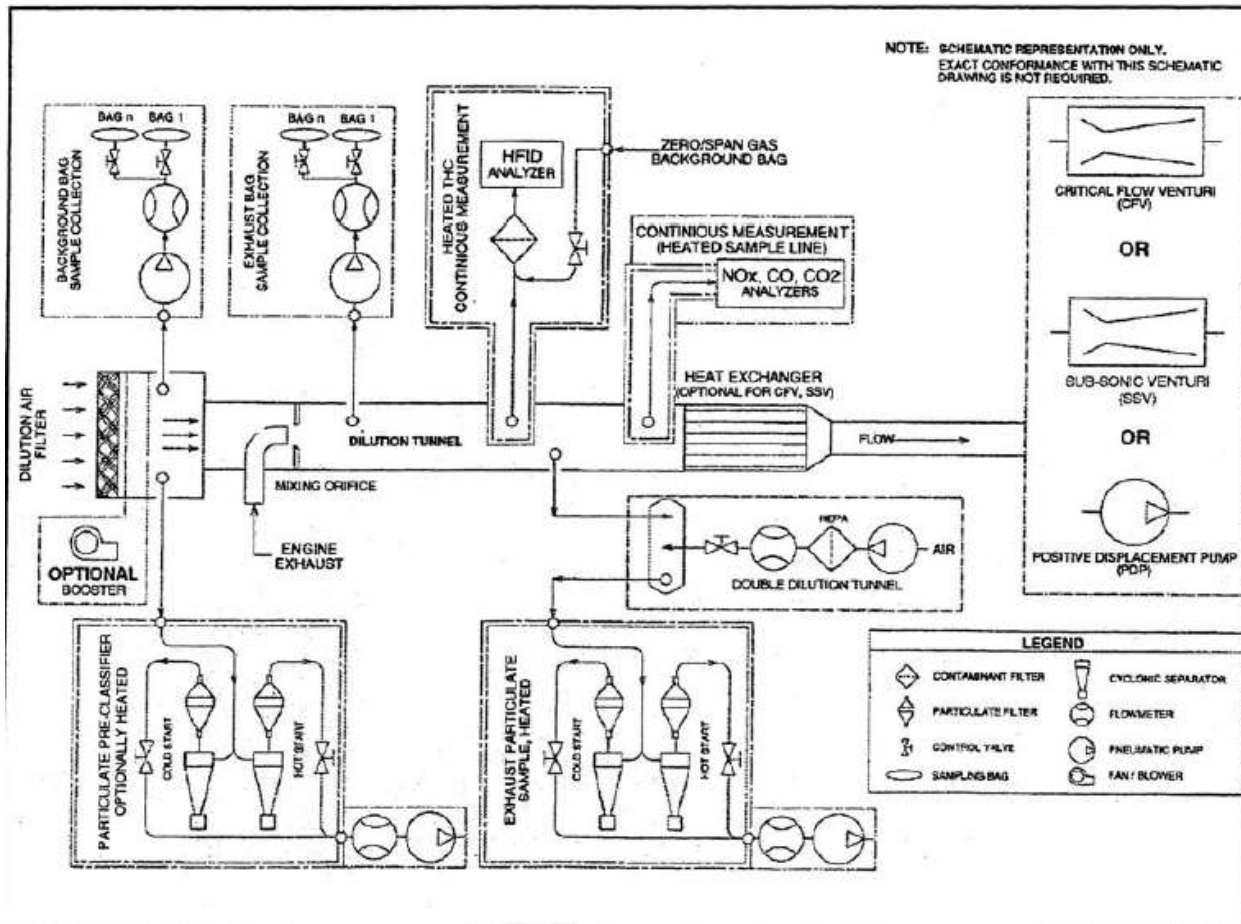 NOTE: SCHEMATIC REPRESENTATION ONLY.
EXACT CONFORMANCE WITH THIS SCHEMATIC
DRAWING IS NOT REQUIRED.
BAG n BAG 1
BACKGROUND BAG
SAMPLE COLLECTION
BAG n BAG 1
EXHAUST BAG
SAMPLE COLLECTION
HEATED THC
CONTINIOUS MEASUREMENT
HFID
ANALYZER
ZERO/SPAN GAS
BACKGROUND BAG
CONTINIOUS MEASUREMENT
(HEATED SAMPLE LINE)
NOx, CO, CO2
ANALYZERS
CRITICAL FLOW VENTURI
(CFV)
OR
SUB-SONIC VENTURI
(SSV)
OR
POSITIVE DISPLACEMENT PUMP
(PDP)
DILUTION AIR
FILTER
DILUTION TUNNEL
MIXING ORIFICE
HEAT EXCHANGER
(OPTIONAL FOR CFV, SSV)
FLOW
ENGINE
EXHAUST
OPTIONAL
BOOSTER
HEPA
AIR
DOUBLE DILUTION TUNNEL
PARTICULATE PRE-CLASSIFIER
OPTIONALLY HEATED
COLD START
HOT START
EXHAUST PARTICULATE
SAMPLE, HEATED
COLD START
HOT START
LEGEND
CONTAMINANT FILTER
PARTICULATE FILTER
CONTROL VALVE
SAMPLING BAG
CYCLONIC SEPARATOR
FLOWMETER
PNEUMATIC PUMP
FAN / BLOWER